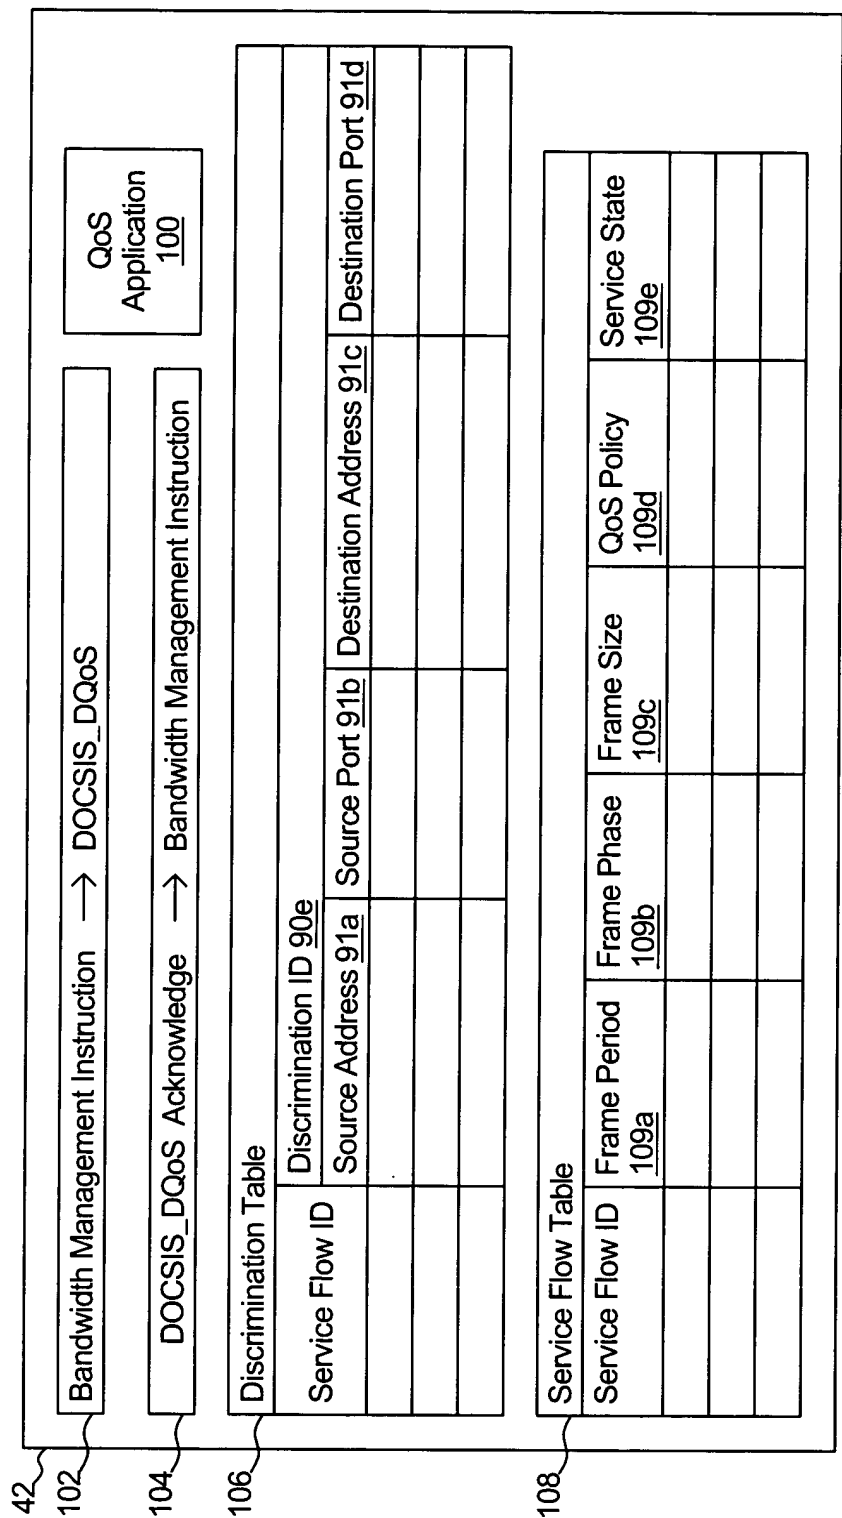 42
102
Bandwidth Management Instruction → DOCSIS_DQoS
QoS
Application
100
104
DOCSIS_DQoS Acknowledge → Bandwidth Management Instruction
106
Discrimination Table
Service Flow ID
Discrimination ID 90e
Source Address 91a
Source Port 91b
Destination Address 91c
Destination Port 91d
108
Service Flow Table
Service Flow ID
Frame Period
109a
Frame Phase
109b
Frame Size
109c
QoS Policy
109d
Service State
109e